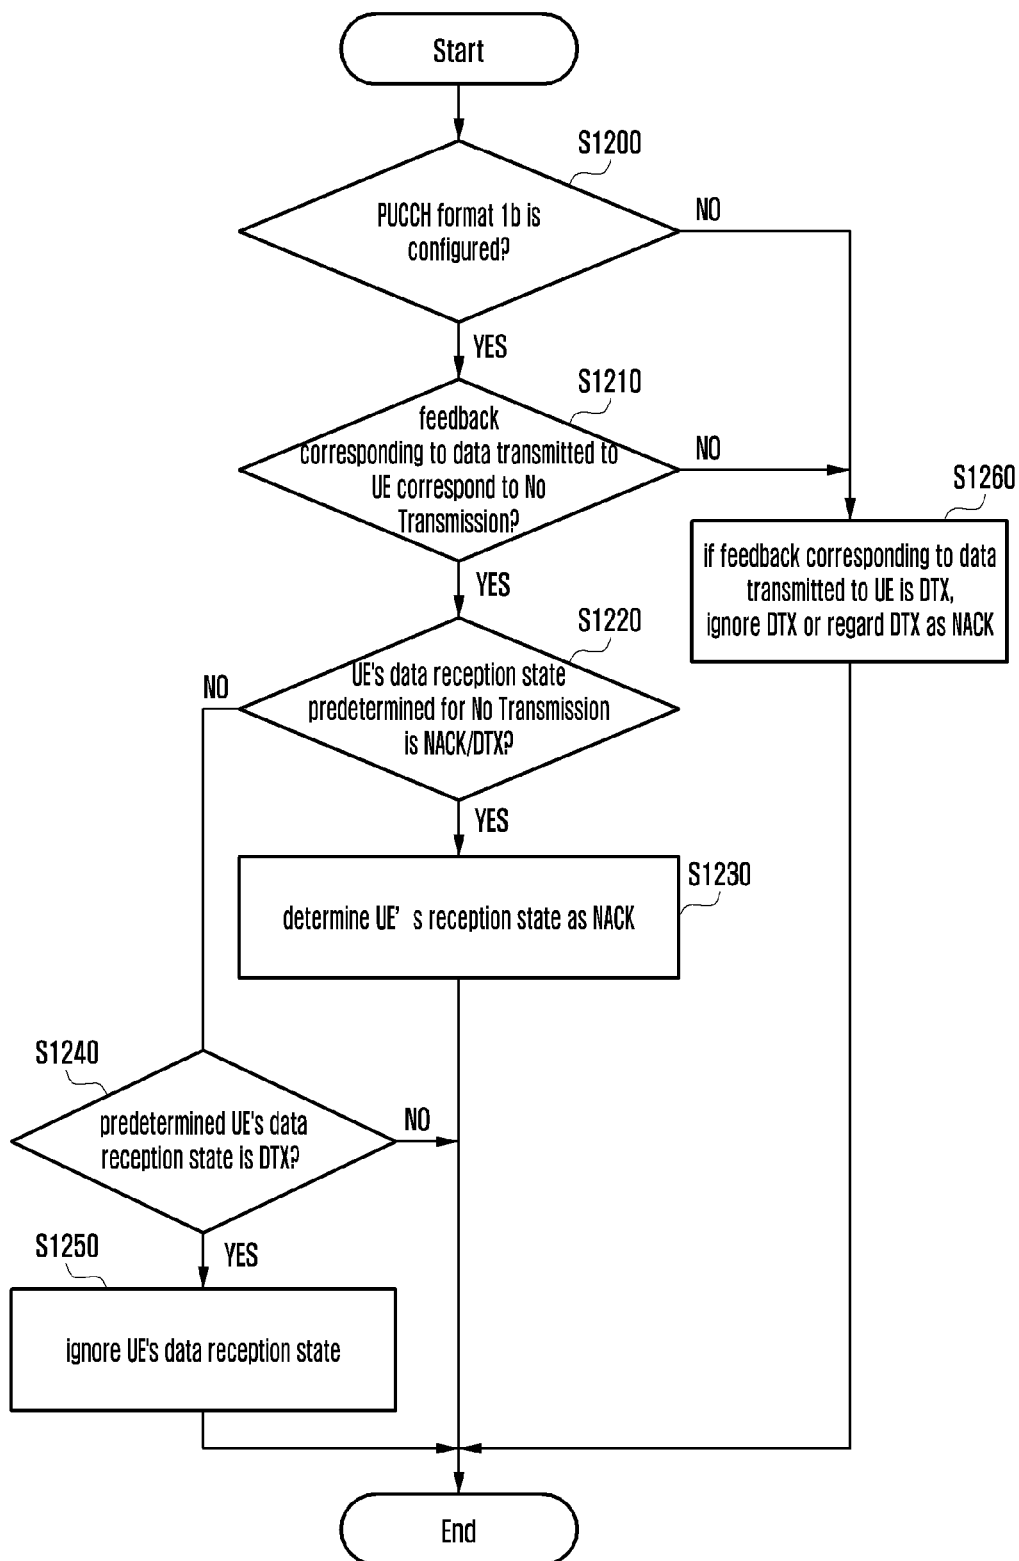 Start
S1200
PUCCH format 1b is
configured?
NO
YES
S1210
feedback
corresponding to data transmitted to
UE correspond to No
Transmission?
NO
YES
S1260
if feedback corresponding to data
transmitted to UE is DTX,
ignore DTX or regard DTX as NACK
S1220
UE's data reception state
predetermined for No Transmission
is NACK/DTX?
NO
YES
S1230
determine UE' s reception state as NACK
S1240
predetermined UE's data
reception state is DTX?
NO
YES
S1250
ignore UE's data reception state
End